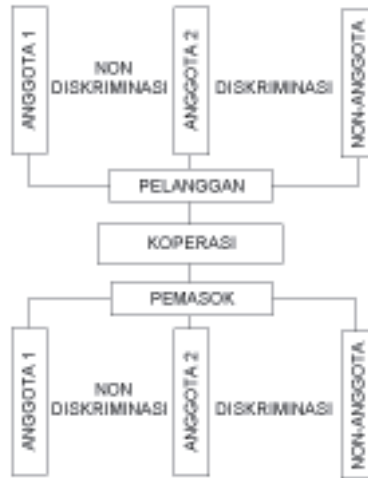 ANGGOTA 1
NON
DISKRIMINASI
ANGGOTA 2
DISKRIMINASI
NON-ANGGOTA
PELANGGAN
KOPERASI
PEMASOK
ANGGOTA 1
NON
DISKRIMINASI
ANGGOTA 2
DISKRIMINASI
NON-ANGGOTA